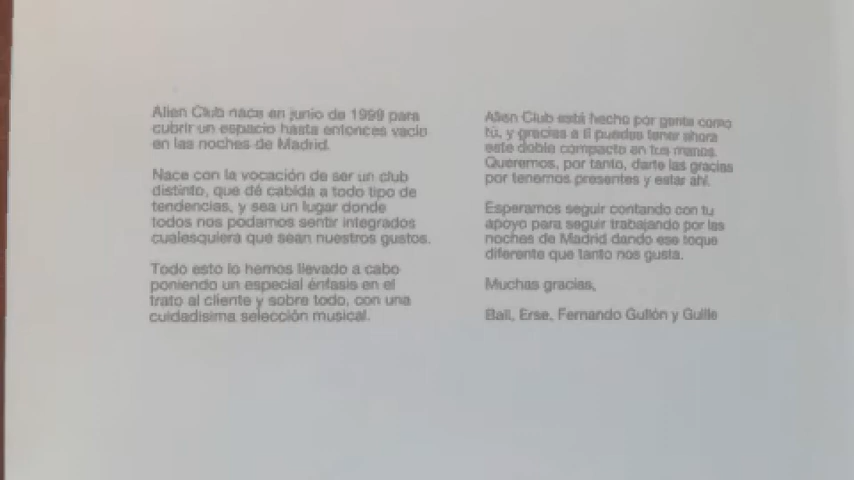 Alien Club nace en junio de 1999 para
cubrir un espacio hasta entonces vacío
en las noches de Madrid.
Nace con la vocación de ser un club
distinto, que dé cabida a todo tipo de
tendencias, y sea un lugar donde
todos nos podamos sentir integrados
cualesquiera que sean nuestros gustos.
Todo esto lo hemos llevado a cabo
poniendo un especial énfasis en el
trato al cliente y sobre todo, con una
cuidadisima selección musical.
Alien Club está hecho por gente como
tú, y gracias a ti puedes tener ahora
este doble compacto en tus manos.
Queremos, por tanto, darte las gracias
por tenernos presentes y estar ahí.
Esperamos seguir contando con tu
apoyo para seguir trabajando por las
noches de Madrid dando ese toque
diferente que tanto nos gusta.
Muchas gracias,
Erse, Fernando Gullón y Guille